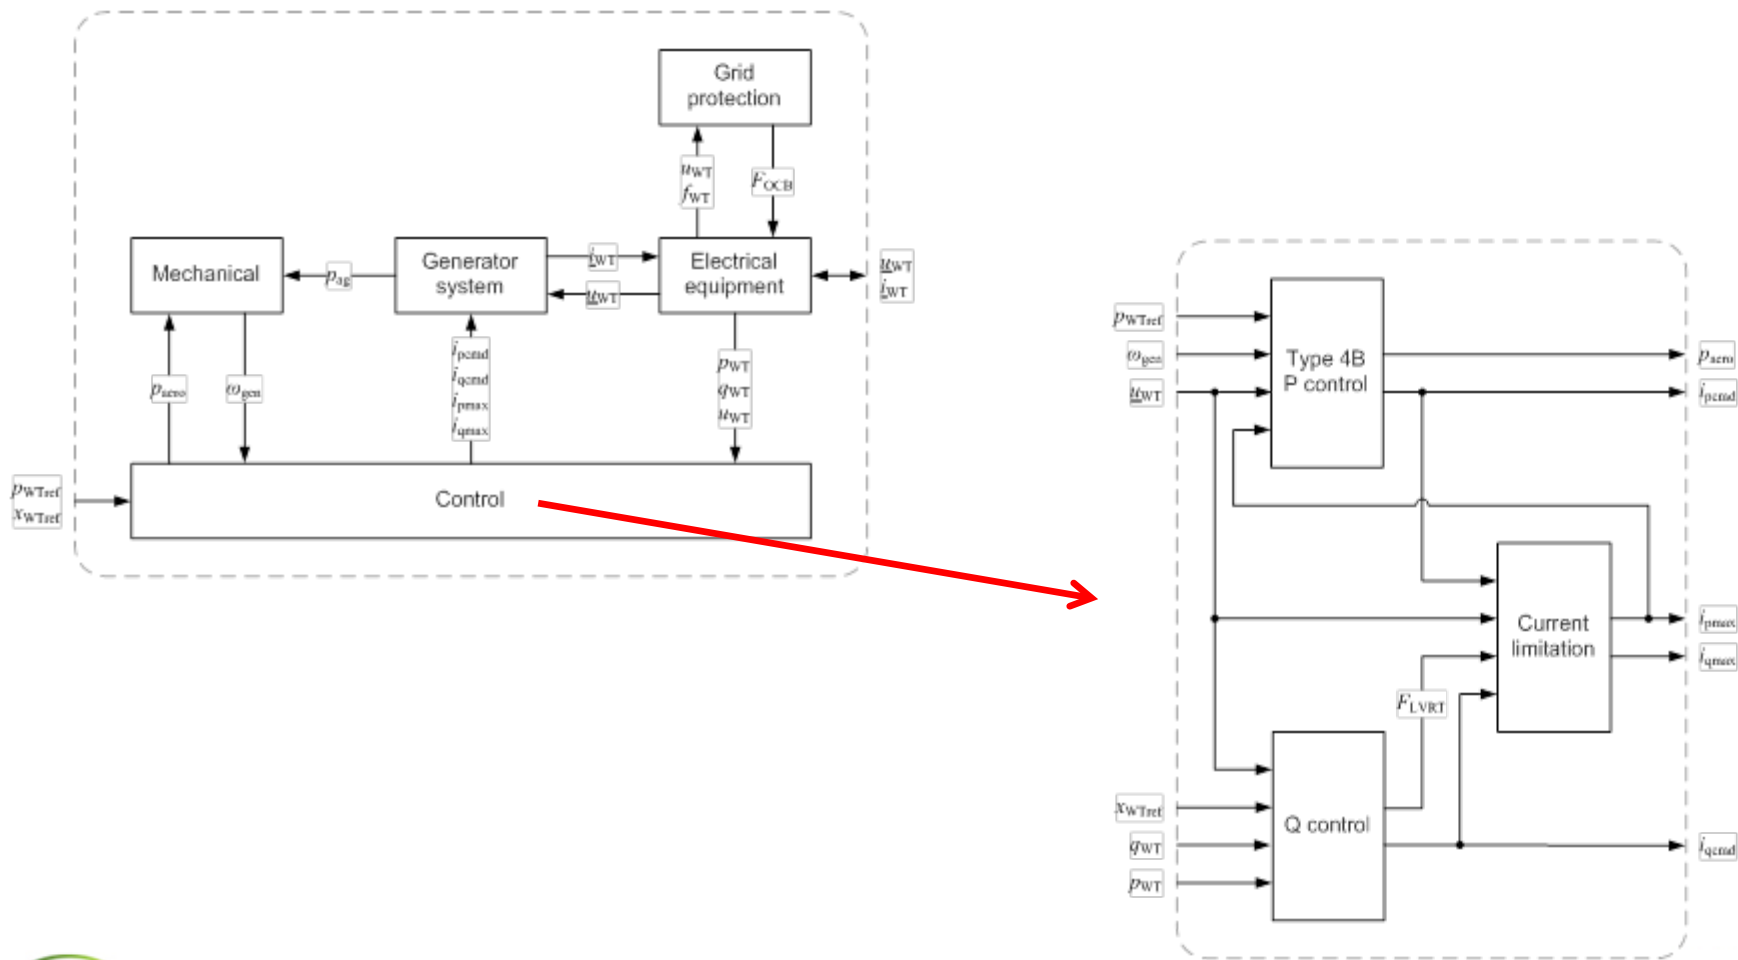 Grid
protection
uWT
fWT
FOCB
Mechanical
pag
Generator
system
iWT
uWT
Electrical
equipment
uWT
iWT
paero
ωgen
ipcmd
iqcmd
ipmax
iqmax
pWT
qWT
uWT
pWTref
xWTref
Control
pWTref
ωgen
uWT
Type 4B
P control
paero
ipcmd
Current
limitation
ipmax
iqmax
FLVRT
xWTref
qWT
pWT
Q control
iqcmd